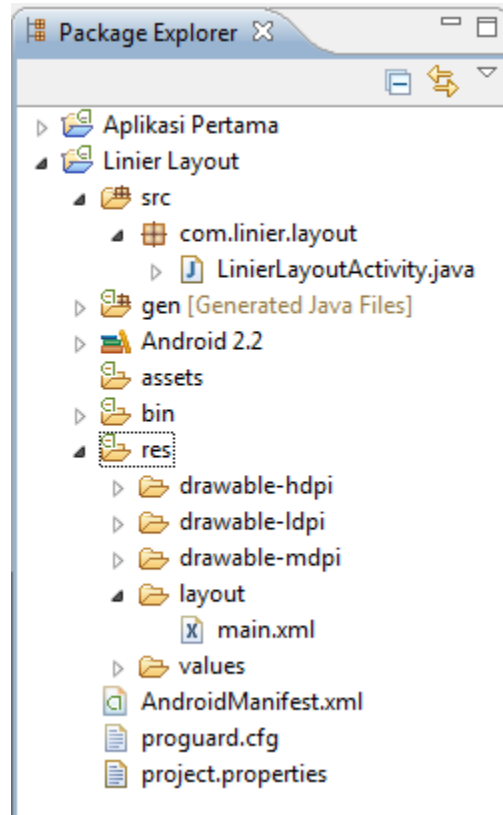 Package Explorer
Aplikasi Pertama
Linier Layout
src
com.linier.layout
LinierLayoutActivity.java
gen [Generated Java Files]
Android 2.2
assets
bin
res
drawable-hdpi
drawable-ldpi
drawable-mdpi
layout
main.xml
values
AndroidManifest.xml
proguard.cfg
project.properties